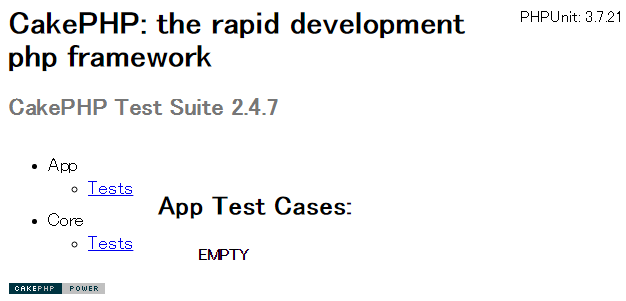 CakePHP: the rapid development
php framework
PHPUnit: 3.7.21
CakePHP Test Suite 2.4.7
App
Tests
Core
Tests
App Test Cases:
EMPTY
CAKEPHP POWER